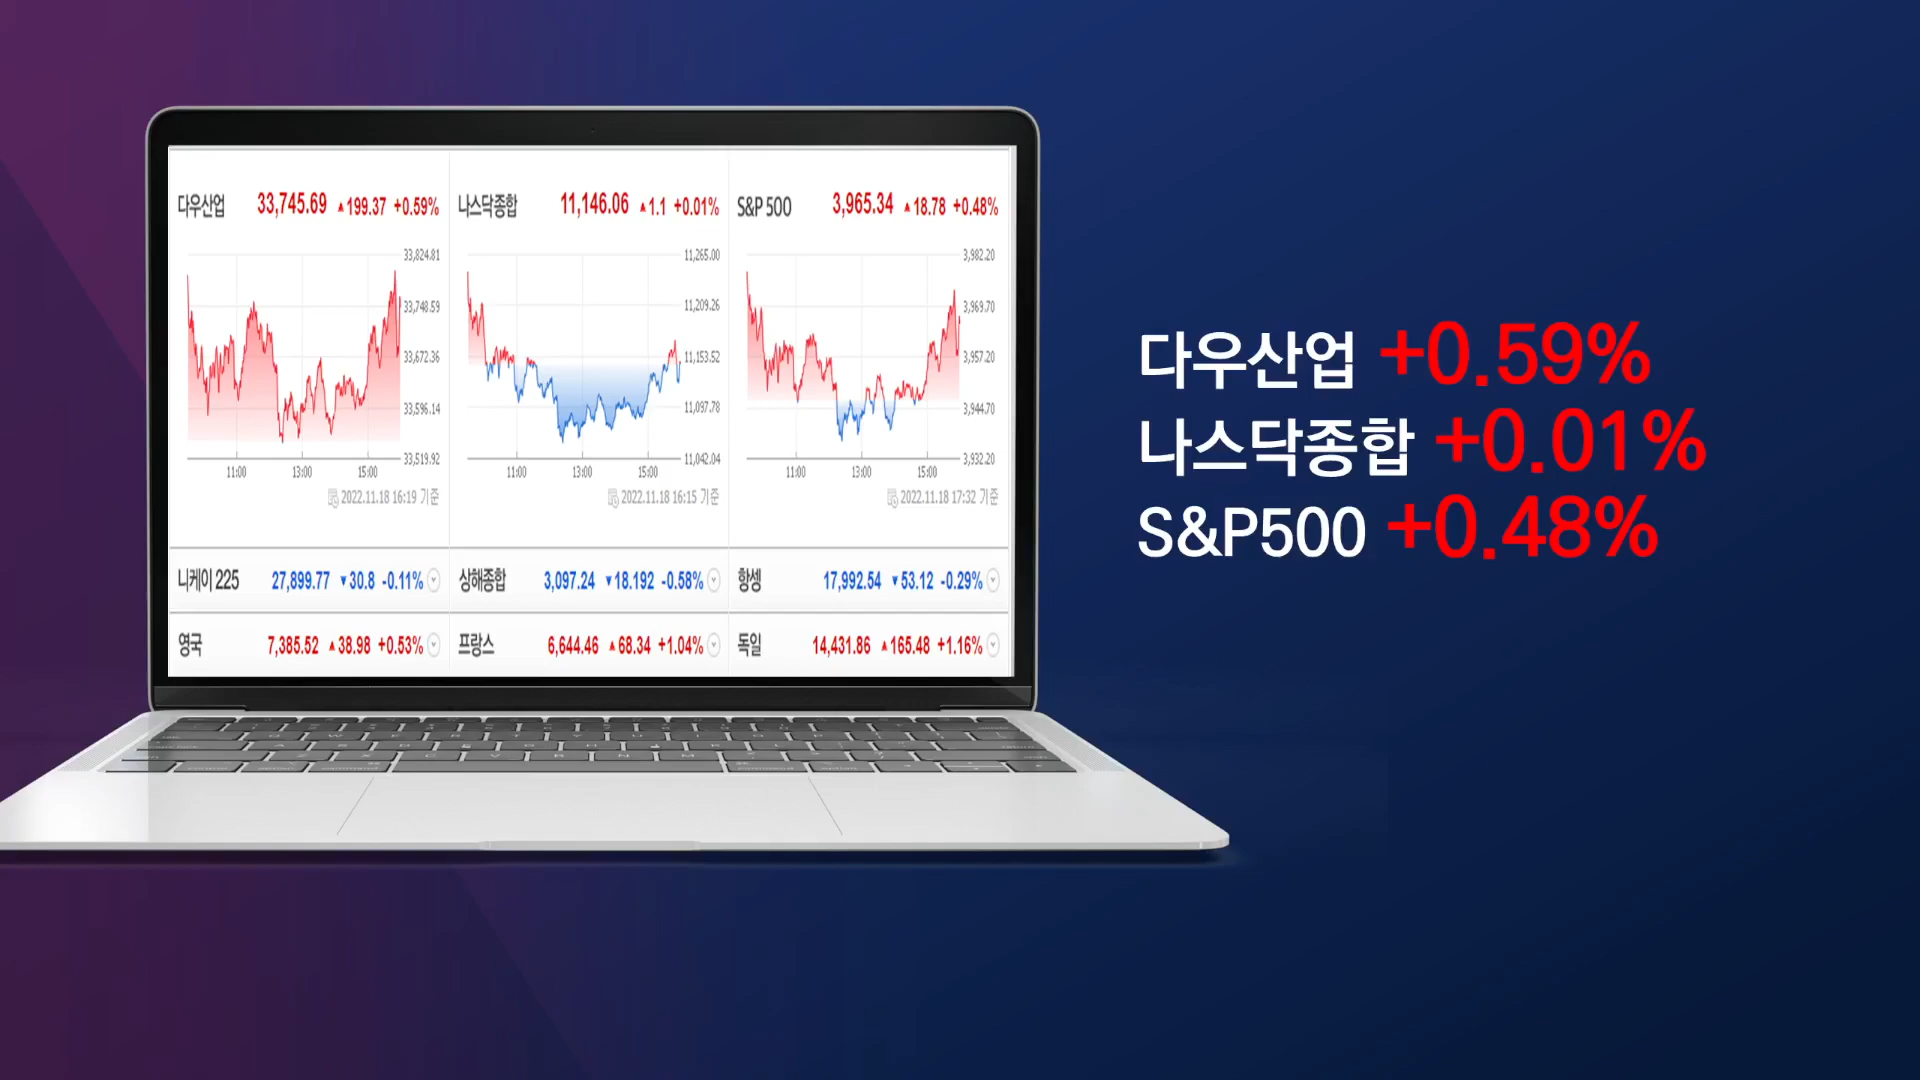 다우산업 33,745.69 ▲199.37 +0.59%
33,824.81
33,748.59
33,672.36
33,596.14
33,519.92
11:00 13:00 15:00
2022.11.18 16:19 기준
나스닥종합 11,146.06 ▲1.1 +0.01%
11,265.00
11,209.26
11,153.52
11,097.78
11,042.04
11:00 13:00 15:00
2022.11.18 16:15 기준
S&P 500 3,965.34 ▲18.78 +0.48%
3,982.20
3,969.70
3,957.20
3,944.70
3,932.20
11:00 13:00 15:00
2022.11.18 17:32 기준
니케이 225 27,899.77 ▼30.8 -0.11%
상해종합 3,097.24 ▼18.192 -0.58%
항셍 17,992.54 ▼53.12 -0.29%
영국 7,385.52 ▲38.98 +0.53%
프랑스 6,644.46 ▲68.34 +1.04%
독일 14,431.86 ▲165.48 +1.16%
다우산업 +0.59%
나스닥종합 +0.01%
S&P500 +0.48%